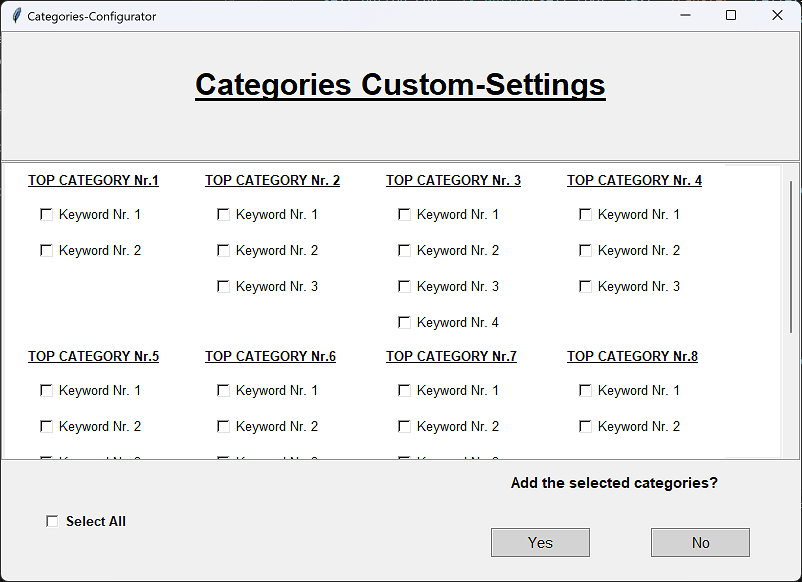 Categories-Configurator
Categories Custom-Settings
TOP CATEGORY Nr.1 TOP CATEGORY Nr. 2 TOP CATEGORY Nr. 3 TOP CATEGORY Nr. 4
Keyword Nr. 1 Keyword Nr. 1 Keyword Nr. 1 Keyword Nr. 1
Keyword Nr. 2 Keyword Nr. 2 Keyword Nr. 2 Keyword Nr. 2
Keyword Nr. 3 Keyword Nr. 3 Keyword Nr. 3
Keyword Nr. 4
TOP CATEGORY Nr.5 TOP CATEGORY Nr.6 TOP CATEGORY Nr.7 TOP CATEGORY Nr.8
Keyword Nr. 1 Keyword Nr. 1 Keyword Nr. 1 Keyword Nr. 1
Keyword Nr. 2 Keyword Nr. 2 Keyword Nr. 2 Keyword Nr. 2
Add the selected categories?
Select All
Yes No